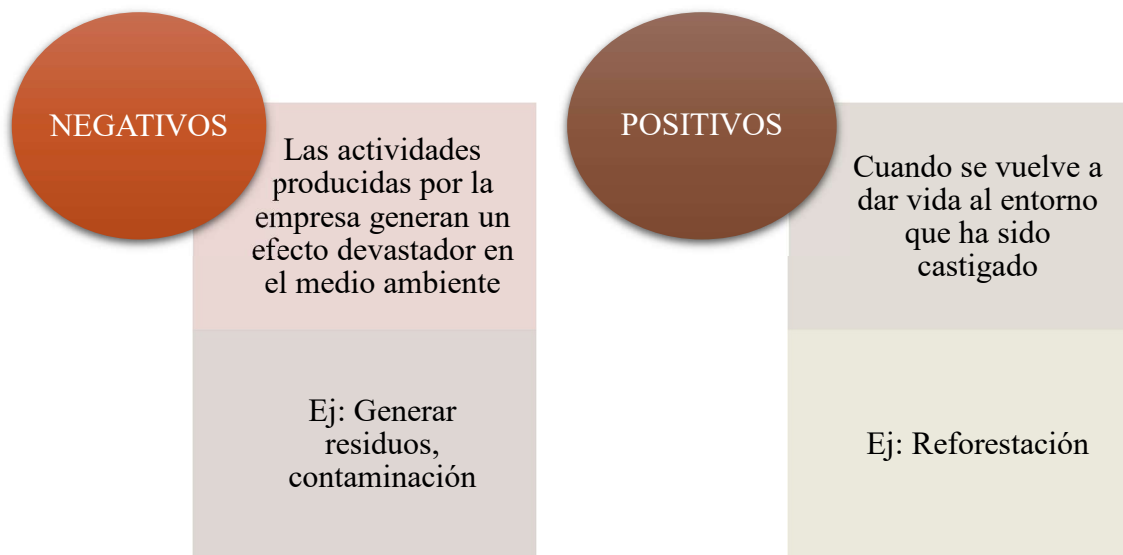 NEGATIVOS
Las actividades
producidas por la
empresa generan un
efecto devastador en
el medio ambiente
Ej: Generar
residuos,
contaminación
POSITIVOS
Cuando se vuelve a
dar vida al entorno
que ha sido
castigado
Ej: Reforestación